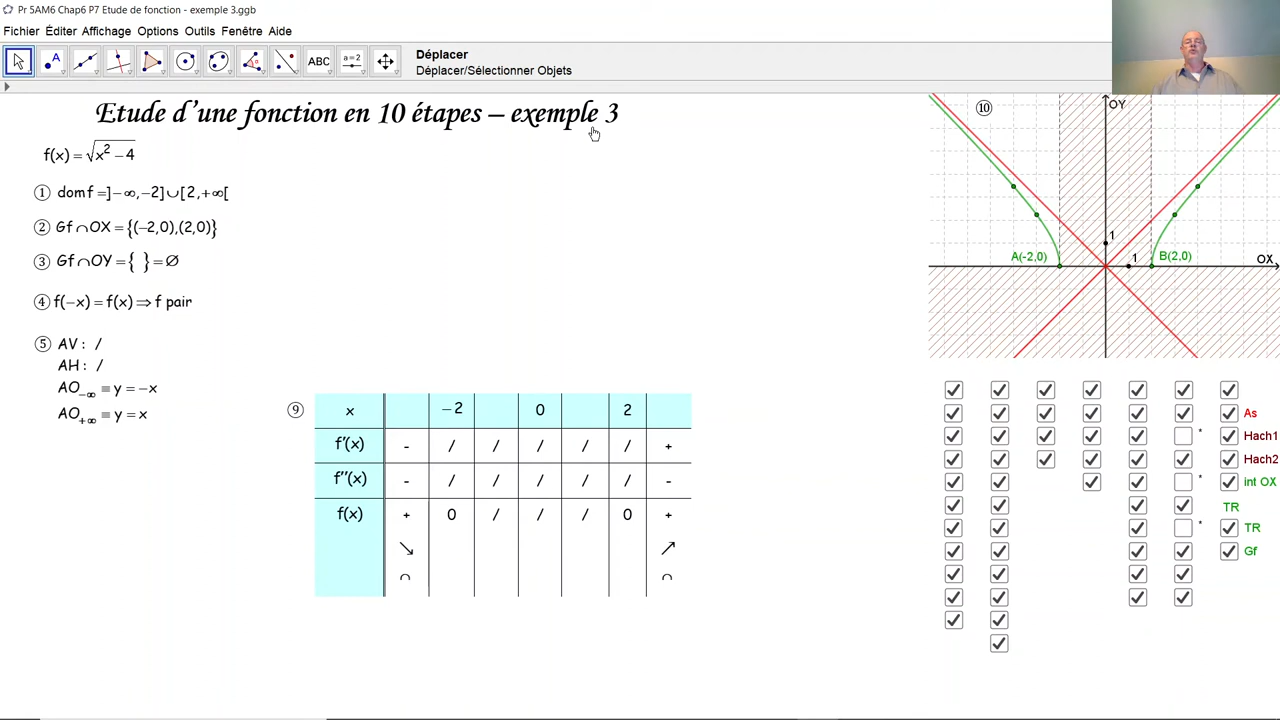 Pr 5AM6 Chap6 P7 Etude de fonction - exemple 3.ggb
Fichier Éditer Affichage Options Outils Fenêtre Aide
A ABC a=2
Déplacer
Déplacer/Sélectionner Objets
Etude d'une fonction en 10 étapes – exemple 3
f(x) = √(x² – 4)
① dom f = ]–∞, –2] ∪ [2, +∞[
② Gf ∩ OX = {(–2,0),(2,0)}
③ Gf ∩ OY = { } = Ø
④ f(–x) = f(x) ⇒ f pair
⑤ AV : /
AH : /
AO₋∞ ≡ y = –x
AO₊∞ ≡ y = x
⑨ x –2 0 2
f'(x) - / / / / / +
f''(x) - / / / / / -
f(x) + 0 / / / 0 +
↘ ↗
∩ ∩
⑩ OY
1
A(-2,0) 1 B(2,0) OX
As
* Hach1
Hach2
* int OX
TR
* TR
Gf